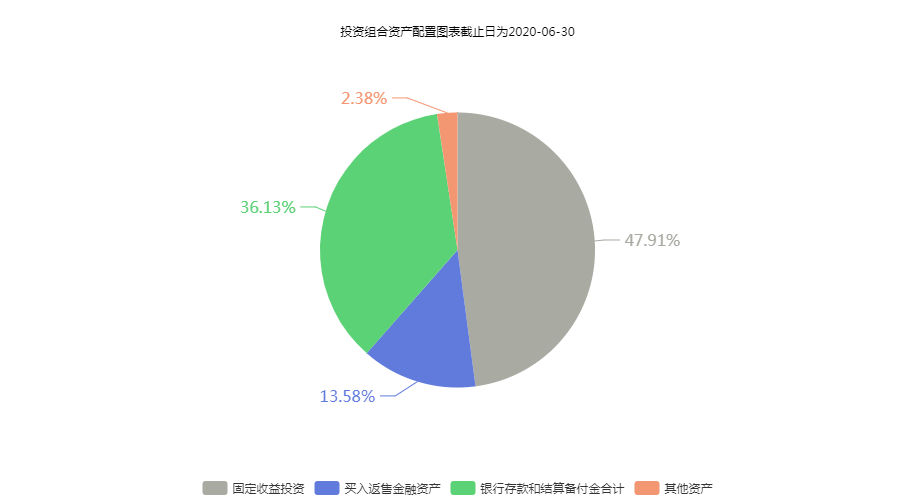 投资组合资产配置图表截止日为2020-06-30
2.38%
36.13%
47.91%
13.58%
固定收益投资 买入返售金融资产 银行存款和结算备付金合计 其他资产